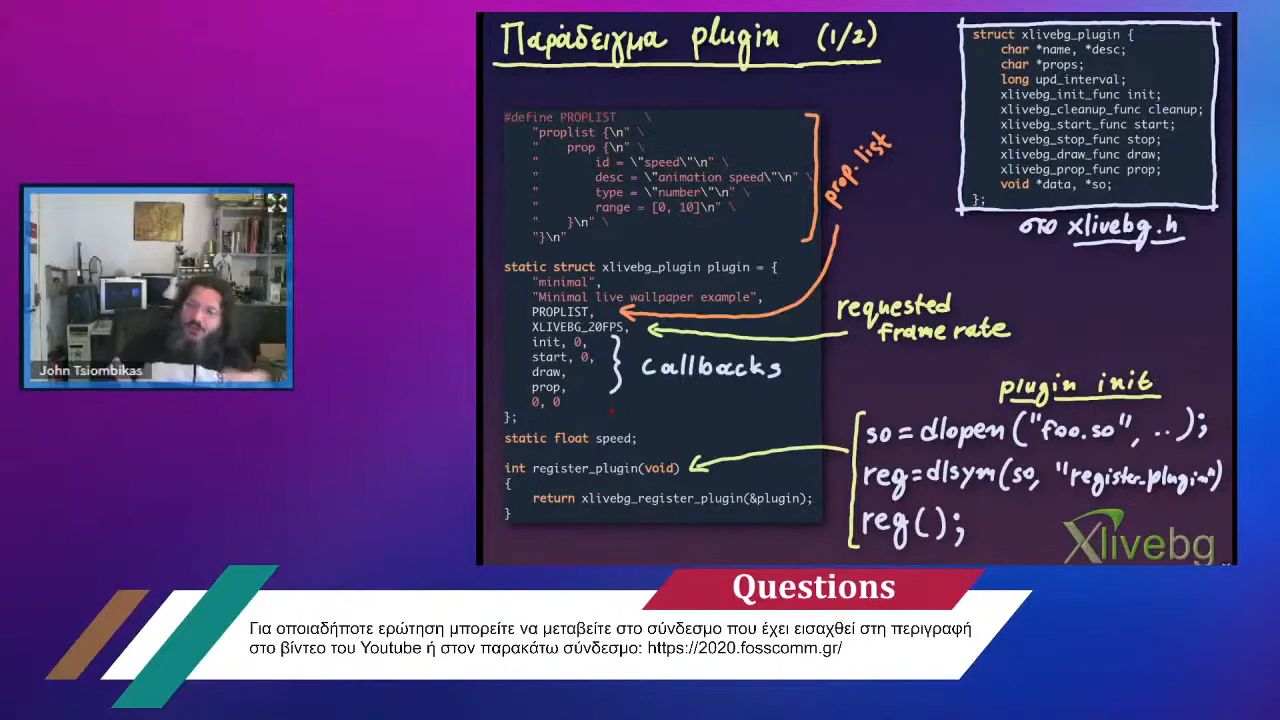 Παράδειγμα plugin (1/2)
#define PROPLIST \
"proplist {\n" \
" prop {\n" \
" id = \"speed\"\n" \
" desc = \"animation speed\"\n" \
" type = \"number\"\n" \
" range = [0, 10]\n" \
" }\n" \
"}\n"
static struct xlivebg_plugin plugin = {
"minimal",
"Minimal live wallpaper example",
PROPLIST,
XLIVEBG_20FPS,
init, 0,
start, 0,
draw,
prop,
0, 0
};
static float speed;
int register_plugin(void)
{
return xlivebg_register_plugin(&plugin);
}
prop.list
requested
frame rate
callbacks
struct xlivebg_plugin {
char *name, *desc;
char *props;
long upd_interval;
xlivebg_init_func init;
xlivebg_cleanup_func cleanup;
xlivebg_start_func start;
xlivebg_stop_func stop;
xlivebg_draw_func draw;
xlivebg_prop_func prop;
void *data, *so;
};
στο xlivebg.h
plugin init
so = dlopen ("foo.so", ..);
reg = dlsym(so, "register_plugin")
reg();
Xlivebg
John Tsiombikas
Questions
Για οποιαδήποτε ερώτηση μπορείτε να μεταβείτε στο σύνδεσμο που έχει εισαχθεί στη περιγραφή
στο βίντεο του Youtube ή στον παρακάτω σύνδεσμο: https://2020.fosscomm.gr/